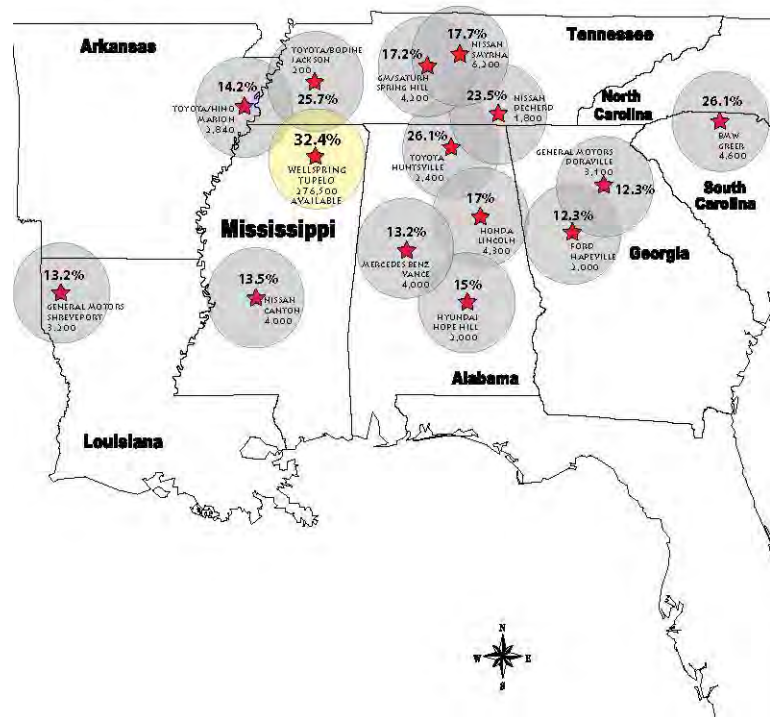 Arkansas
Tennessee
17.7%
NISSAN
SMYRNA
6,200
17.2%
GM/SATURN
SPRING HILL
4,200
TOYOTA/BODINE
JACKSON
200
25.7%
14.2%
TOYOTA/HINO
MARION
2,840
23.5%
NISSAN
DECHERD
1,800
North
Carolina
26.1%
BMW
GREER
4,600
32.4%
WELLSPRING
TUPELO
276,500
AVAILABLE
26.1%
TOYOTA
HUNTSVILLE
2,400
GENERAL MOTORS
DORAVILLE
3,100
12.3%
South
Carolina
Mississippi
17%
HONDA
LINCOLN
4,300
12.3%
FORD
HAPEVILLE
2,000
Georgia
13.2%
MERCEDES BENZ
VANCE
4,000
13.2%
GENERAL MOTORS
SHREVEPORT
3,200
13.5%
NISSAN
CANTON
4,000
15%
HYUNDAI
HOPE HILL
2,000
Alabama
Louisiana
N
W E
S